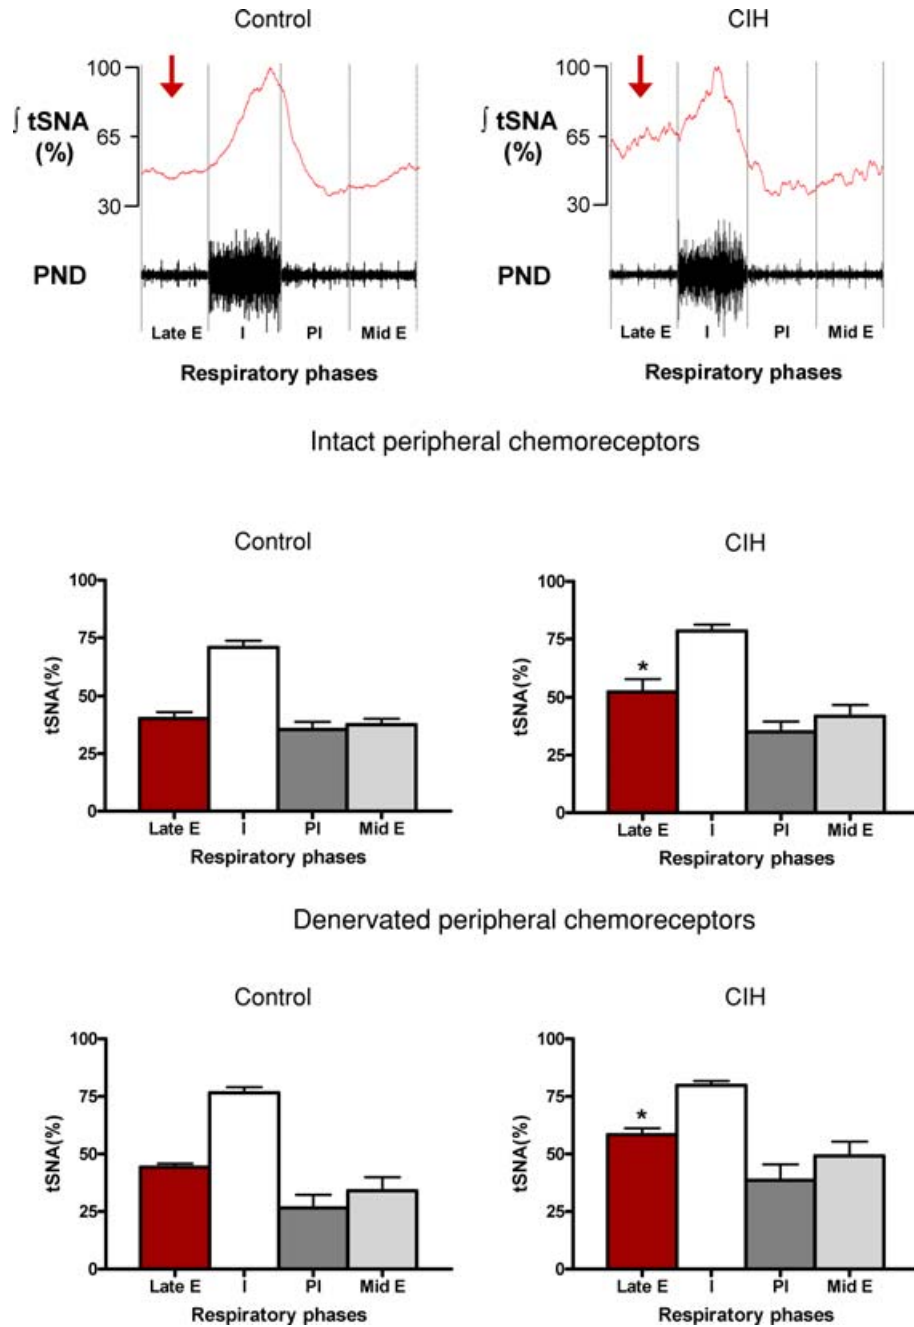 Control
CIH
∫ tSNA
(%)
100
65
30
PND
Late E I PI Mid E
Respiratory phases
∫ tSNA
(%)
100
65
30
PND
Late E I PI Mid E
Respiratory phases
Intact peripheral chemoreceptors
Control
tSNA(%)
100
75
50
25
0
Late E I PI Mid E
Respiratory phases
CIH
tSNA(%)
100
75
50
25
0
*
Late E I PI Mid E
Respiratory phases
Denervated peripheral chemoreceptors
Control
tSNA(%)
100
75
50
25
0
Late E I PI Mid E
Respiratory phases
CIH
tSNA(%)
100
75
50
25
0
*
Late E I PI Mid E
Respiratory phases